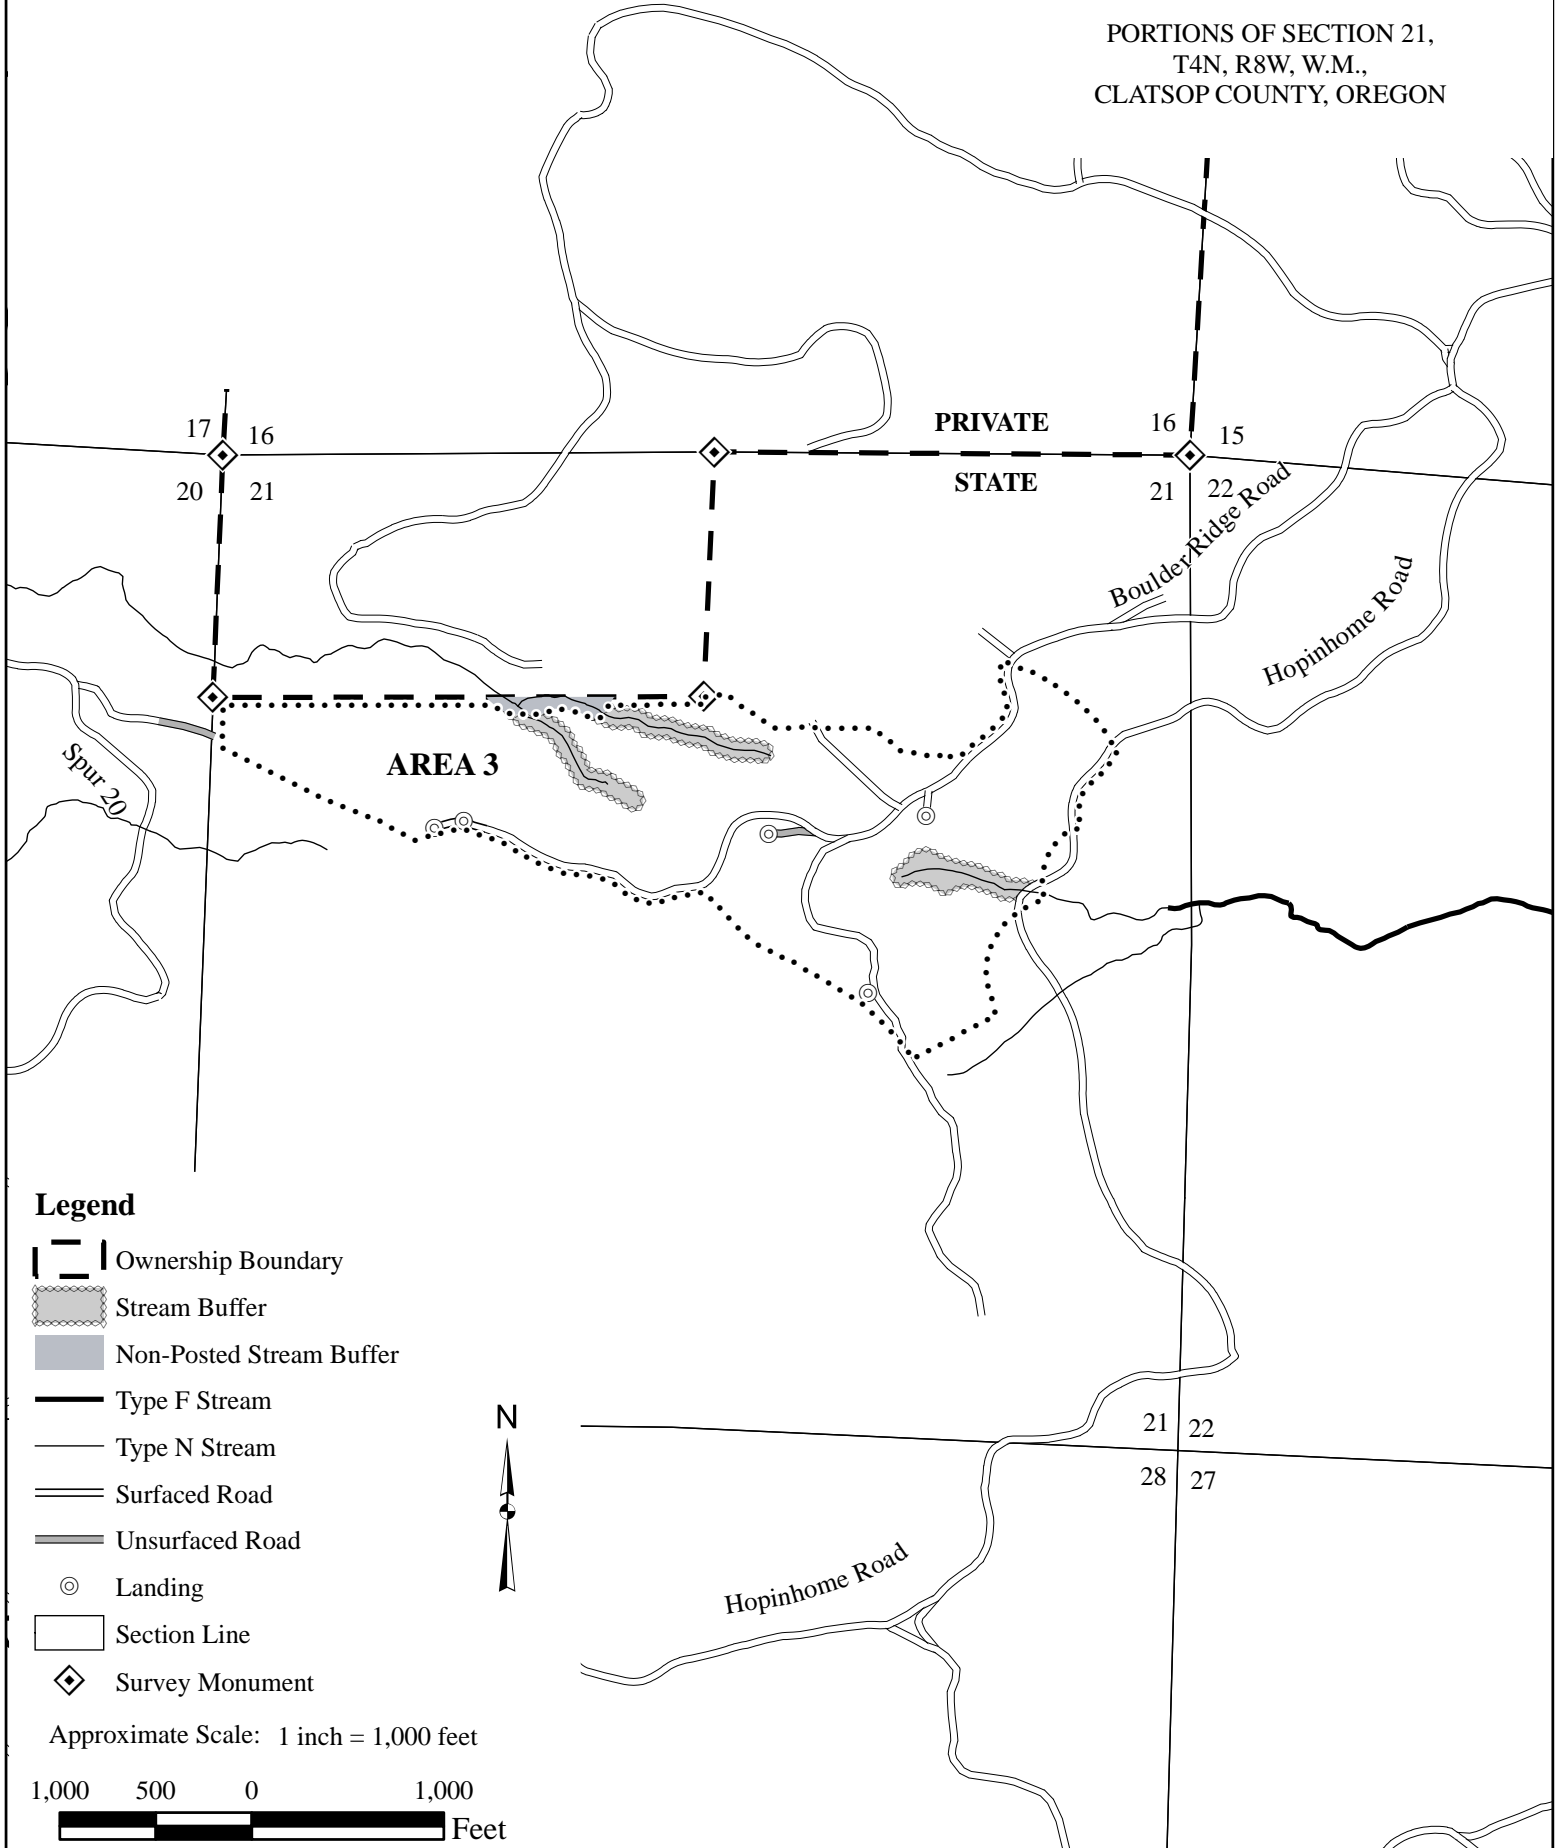 PORTIONS OF SECTION 21,
T4N, R8W, W.M.,
CLATSOP COUNTY, OREGON
17 16
20 21
PRIVATE
STATE
16 15
21 22
Boulder Ridge Road
Hopinhome Road
Spur 20
AREA 3
21 22
28 27
Hopinhome Road
Legend
Ownership Boundary
Stream Buffer
Non-Posted Stream Buffer
Type F Stream
Type N Stream
Surfaced Road
Unsurfaced Road
Landing
Section Line
Survey Monument
N
Approximate Scale: 1 inch = 1,000 feet
1,000 500 0 1,000
Feet